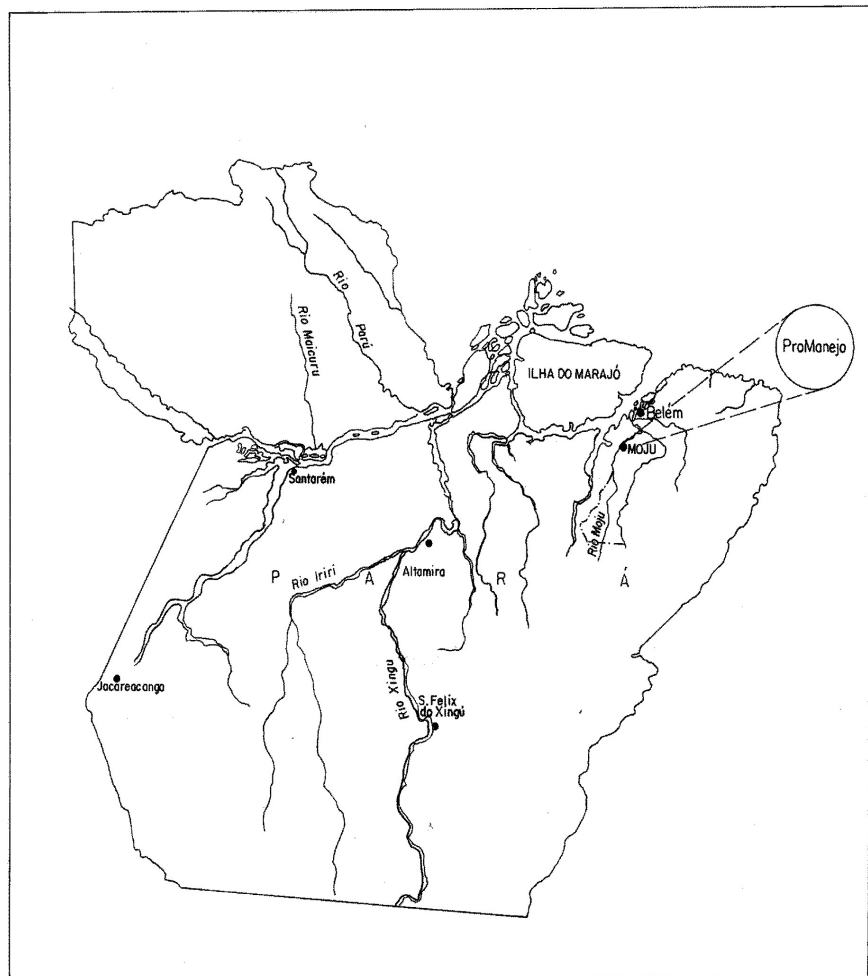 Rio
Parú
Rio Maicuru
ProManejo
ILHA DO MARAJÓ
Belém
MOJU
Santarém
Rio Moju
P A R Á
Rio Iriri
Altamira
Jacareacanga
Rio Xingu
S. Felix
do Xingú